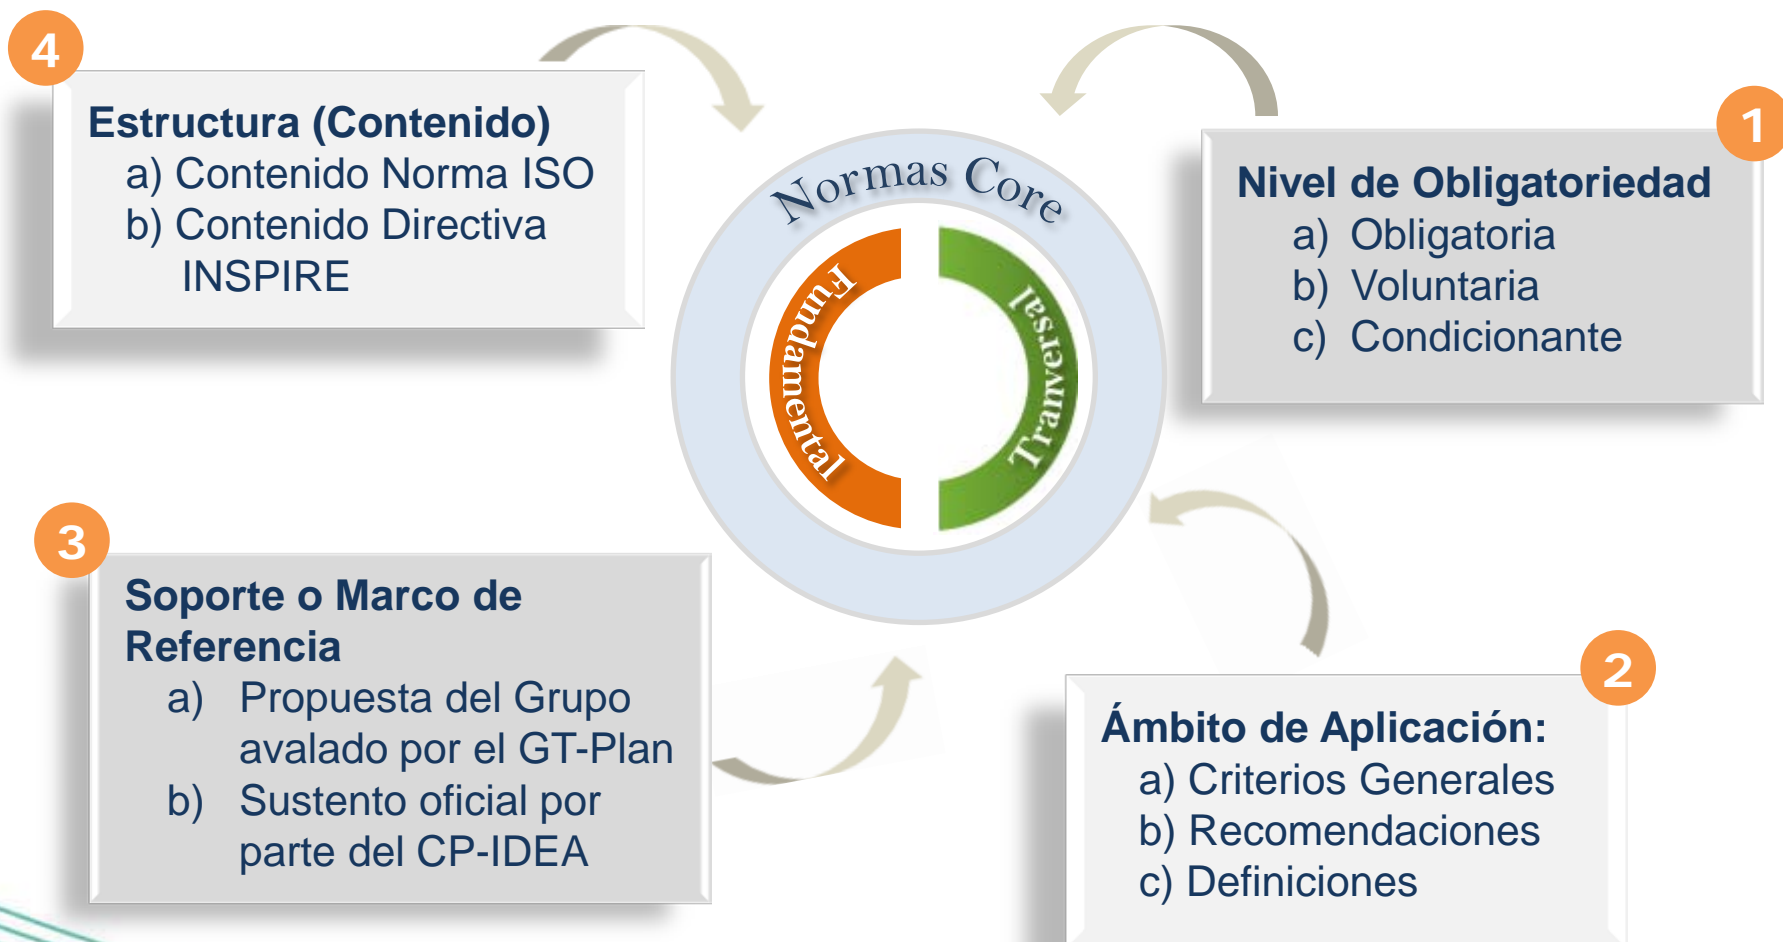 4
Estructura (Contenido)
a) Contenido Norma ISO
b) Contenido Directiva
INSPIRE
Normas Core
Fundamental
Tranversal
1
Nivel de Obligatoriedad
a) Obligatoria
b) Voluntaria
c) Condicionante
3
Soporte o Marco de
Referencia
a) Propuesta del Grupo
avalado por el GT-Plan
b) Sustento oficial por
parte del CP-IDEA
2
Ámbito de Aplicación:
a) Criterios Generales
b) Recomendaciones
c) Definiciones